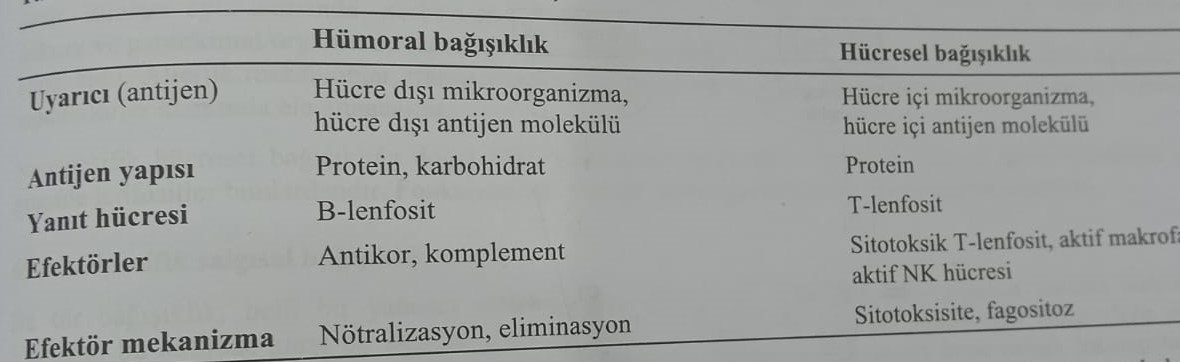 Hümoral bağışıklık Hücresel bağışıklık
Uyarıcı (antijen) Hücre dışı mikroorganizma, Hücre içi mikroorganizma,
hücre dışı antijen molekülü hücre içi antijen molekülü
Antijen yapısı Protein, karbohidrat Protein
Yanıt hücresi B-lenfosit T-lenfosit
Efektörler Antikor, komplement Sitotoksik T-lenfosit, aktif makrofa
aktif NK hücresi
Efektör mekanizma Nötralizasyon, eliminasyon Sitotoksisite, fagositoz